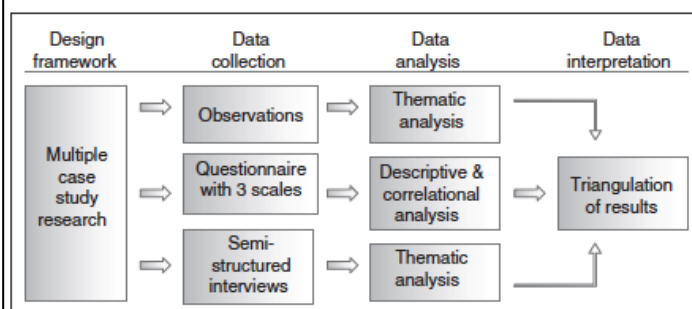 Design
framework
Data
collection
Data
analysis
Data
interpretation
Multiple
case
study
research
Observations
Thematic
analysis
Questionnaire
with 3 scales
Descriptive &
correlational
analysis
Triangulation
of results
Semi-
structured
interviews
Thematic
analysis